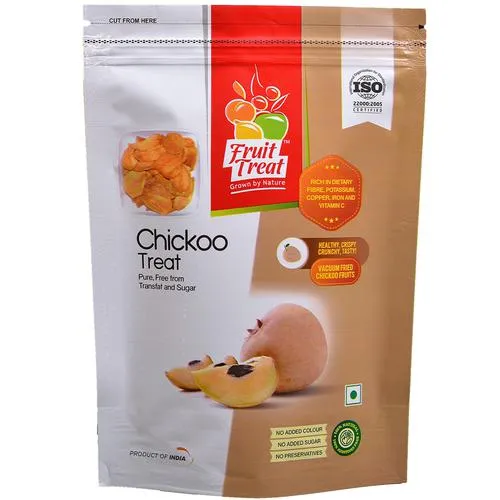 CUT FROM HERE
ISO
22000:2005
CERTIFIED
Fruit
Treat™
Grown by Nature
RICH IN DIETARY
FIBRE, POTASSIUM,
COPPER, IRON AND
VITAMIN C
Chickoo
Treat
Pure, Free from
Transfat and Sugar
HEALTHY, CRISPY
CRUNCHY, TASTY!
VACUUM FRIED
CHICKOO FRUITS
NO ADDED COLOUR
NO ADDED SUGAR
NO PRESERVATIVES
PRODUCT OF INDIA